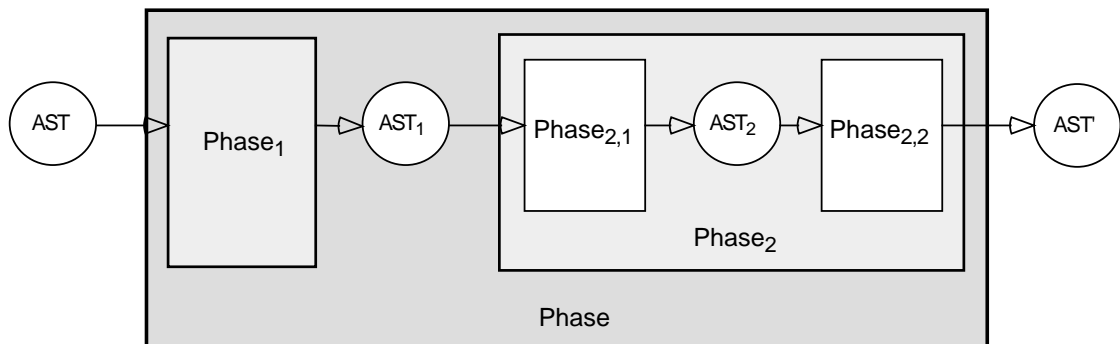 AST
Phase₁
AST₁
Phase₂,₁
AST₂
Phase₂,₂
AST'
Phase₂
Phase